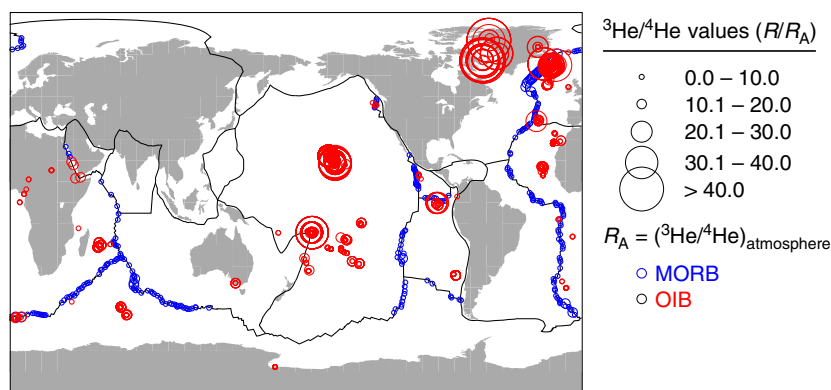 ³He/⁴He values (R/R_A)
0.0 – 10.0
10.1 – 20.0
20.1 – 30.0
30.1 – 40.0
> 40.0
R_A = (³He/⁴He)_atmosphere
MORB
OIB